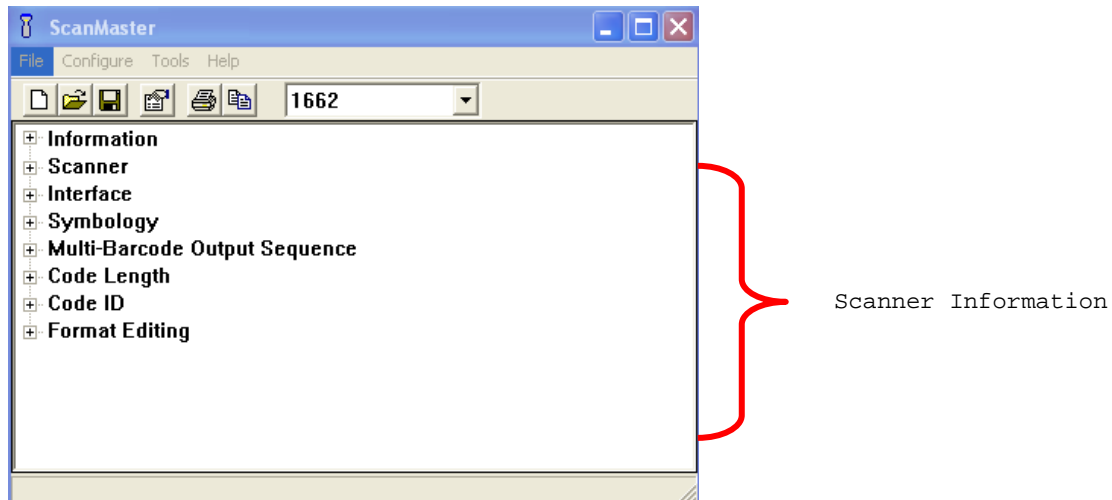 ScanMaster
File Configure Tools Help
1662
Information
Scanner
Interface
Symbology
Multi-Barcode Output Sequence
Code Length
Code ID
Format Editing
Scanner Information